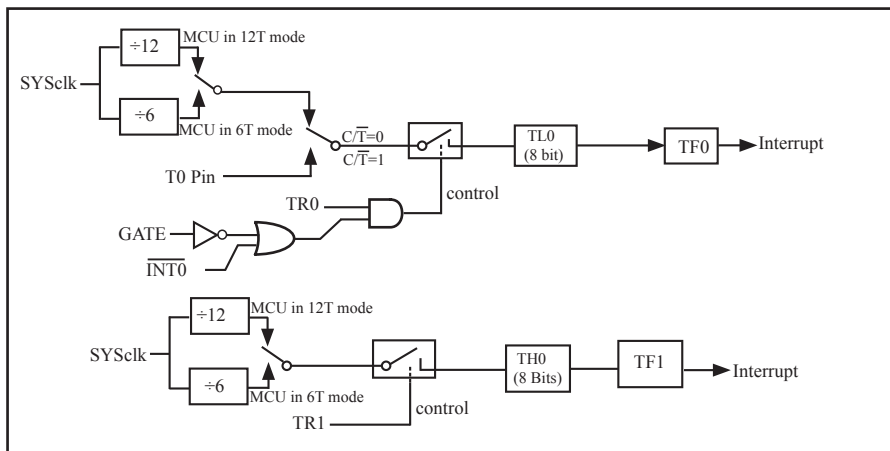 MCU in 12T mode
÷12
SYSclk
÷6
MCU in 6T mode
C/T̅=0
C/T̅=1
T0 Pin
TL0
(8 bit)
TF0
Interrupt
control
TR0
GATE
I̅N̅T̅0̅
MCU in 12T mode
÷12
SYSclk
÷6
MCU in 6T mode
TH0
(8 Bits)
TF1
Interrupt
control
TR1